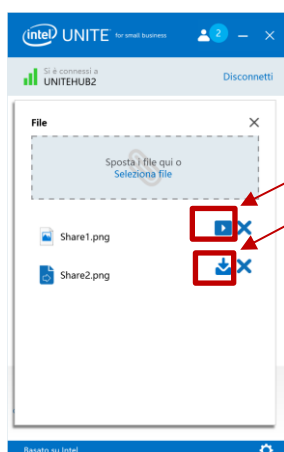 intel UNITE for small business 2
Si è connessi a
UNITEHUB2
Disconnetti
File
Sposta i file qui o
Seleziona file
Share1.png
Share2.png
Basato su Intel